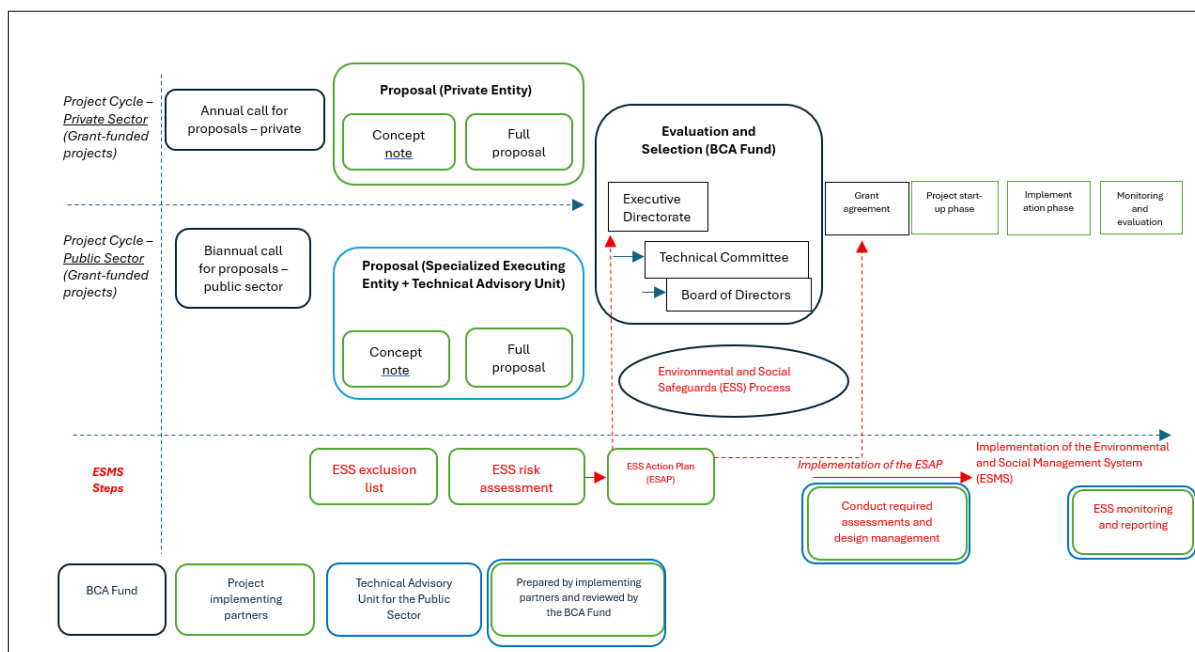 Project Cycle –
Private Sector
(Grant-funded
projects)
Annual call for
proposals – private
Proposal (Private Entity)
Concept
note
Full
proposal
Evaluation and
Selection (BCA Fund)
Executive
Directorate
Technical Committee
Board of Directors
Grant
agreement
Project start-
up phase
Implement
ation phase
Monitoring and
evaluation
Project Cycle –
Public Sector
(Grant-funded
projects)
Biannual call
for proposals –
public sector
Proposal (Specialized Executing
Entity + Technical Advisory Unit)
Concept
note
Full
proposal
Environmental and Social
Safeguards (ESS) Process
ESMS
Steps
ESS exclusion
list
ESS risk
assessment
ESS Action Plan
(ESAP)
Implementation of the ESAP
Implementation of the Environmental
and Social Management System
(ESMS)
Conduct required
assessments and
design management
ESS monitoring
and reporting
BCA Fund
Project
implementing
partners
Technical Advisory
Unit for the Public
Sector
Prepared by implementing
partners and reviewed by
the BCA Fund